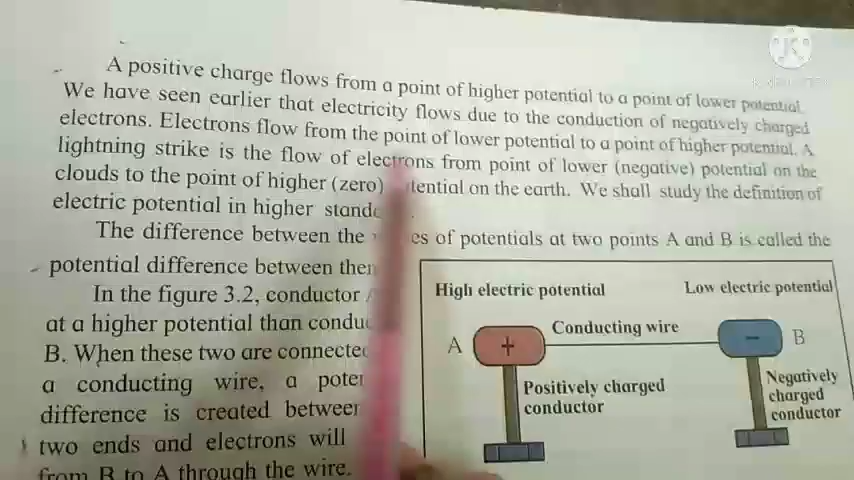 A positive charge flows from a point of higher potential to a point of lower potential.
We have seen earlier that electricity flows due to the conduction of negatively charged
electrons. Electrons flow from the point of lower potential to a point of higher potential. A
lightning strike is the flow of electrons from point of lower (negative) potential on the
clouds to the point of higher (zero) tential on the earth. We shall study the definition of
electric potential in higher
The difference between the es of potentials at two points A and B is called the
potential difference between
In the figure 3.2, conductor
at a higher potential than
B. When these two are
a conducting wire, a
difference is created
two ends and electrons will
from B to A through the wire.
High electric potential
Low electric potential
A
+
Conducting wire
−
B
Positively charged
conductor
Negatively
charged
conductor
K